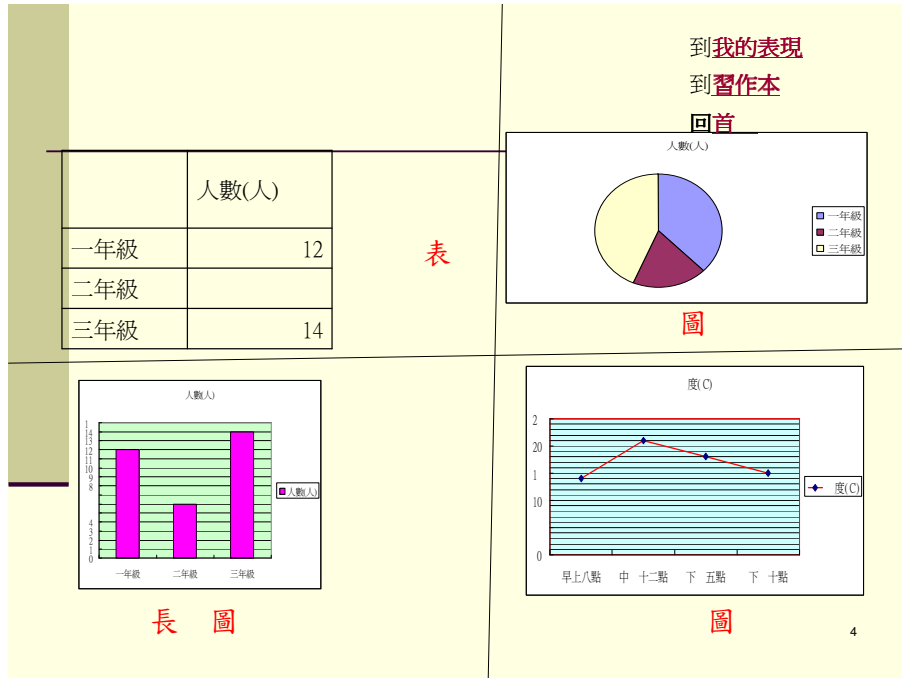 到我的表現
到習作本
回首
人數(人)
一年級 12
二年級
三年級 14
表
人數(人)
一年級
二年級
三年級
圖
人數(人)
1
14
13
12
11
10
9
8
4
3
2
1
0
一年級 二年級 三年級
人數(人)
長 圖
度(C)
2
20
1
10
0
早上八點 中 十二點 下 五點 下 十點
度(C)
圖
4